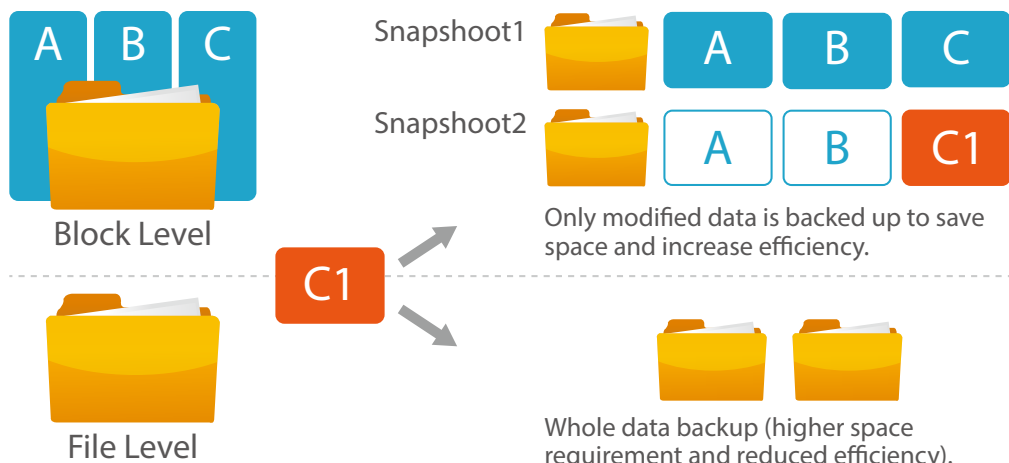 A B C
Block Level
Snapshoot1 A B C
Snapshoot2 A B C1
Only modified data is backed up to save
space and increase efficiency.
C1
File Level
Whole data backup (higher space
requirement and reduced efficiency).